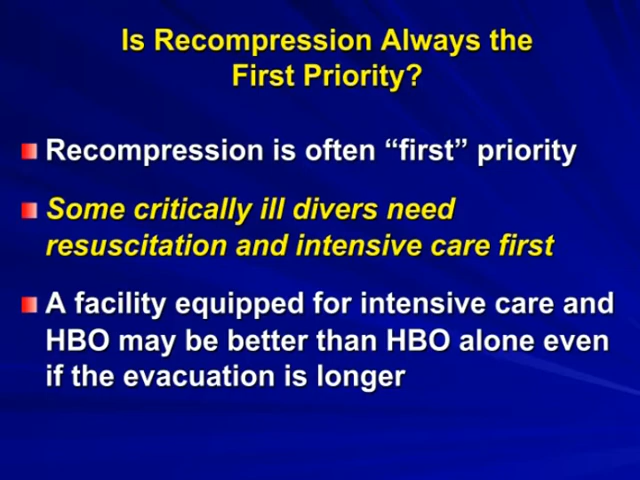 Is Recompression Always the
First Priority?
Recompression is often “first” priority
Some critically ill divers need
resuscitation and intensive care first
A facility equipped for intensive care and
HBO may be better than HBO alone even
if the evacuation is longer